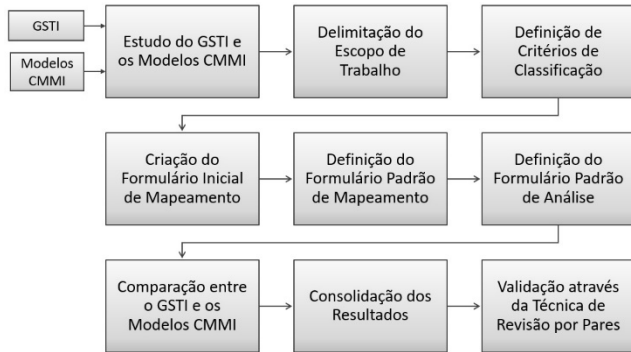 GSTI
Modelos
CMMI
Estudo do GSTI e
os Modelos CMMI
Delimitação do
Escopo de
Trabalho
Definição de
Critérios de
Classificação
Criação do
Formulário Inicial
de Mapeamento
Definição do
Formulário Padrão
de Mapeamento
Definição do
Formulário Padrão
de Análise
Comparação entre
o GSTI e os
Modelos CMMI
Consolidação dos
Resultados
Validação através
da Técnica de
Revisão por Pares